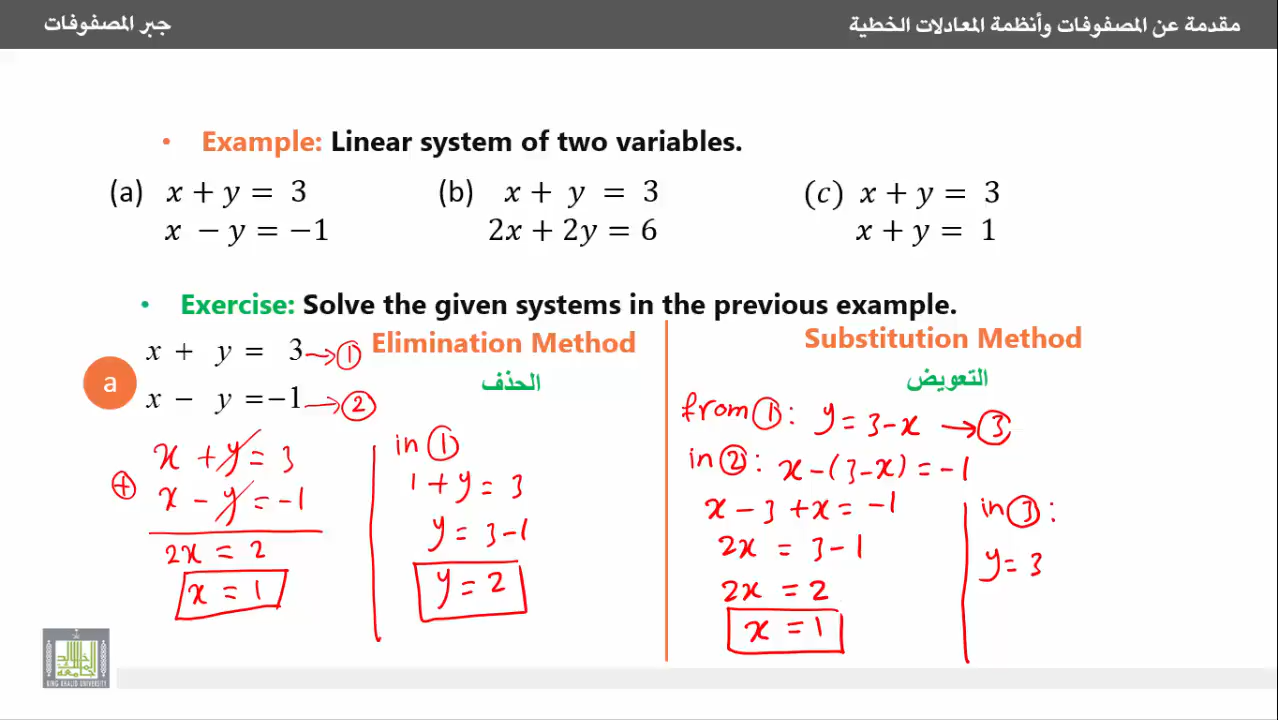 مقدمة عن المصفوفات وأنظمة المعادلات الخطية
جبر المصفوفات
• Example: Linear system of two variables.
(a) x + y = 3
x − y = −1
(b) x + y = 3
2x + 2y = 6
(c) x + y = 3
x + y = 1
• Exercise: Solve the given systems in the previous example.
a
x + y = 3 → ①
x − y = −1 → ②
Elimination Method
الحذف
x + y = 3
⊕ x − y = −1
2x = 2
x = 1
in ①
1 + y = 3
y = 3 − 1
y = 2
Substitution Method
التعويض
from ①: y = 3 − x → ③
in ②: x − (3 − x) = −1
x − 3 + x = −1
2x = 3 − 1
2x = 2
x = 1
in ③:
y = 3
KING KHALID UNIVERSITY